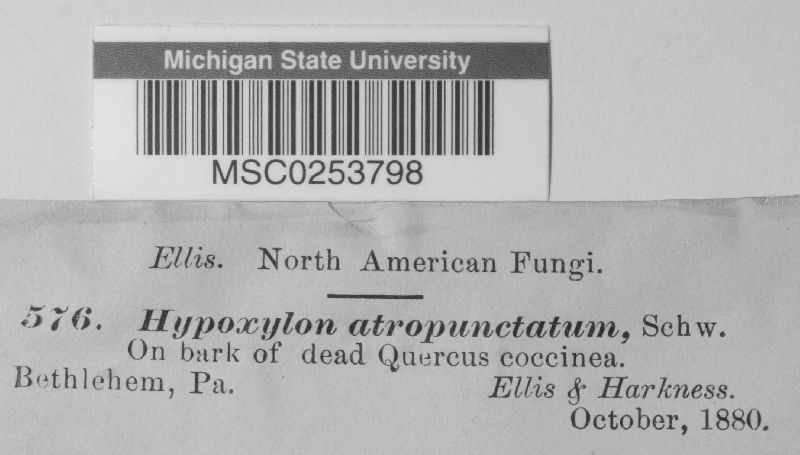 Michigan State University
MSC0253798
Ellis. North American Fungi.
576. Hypoxylon atropunctatum, Schw.
On bark of dead Quercus coccinea.
Bethlehem, Pa. Ellis & Harkness.
October, 1880.